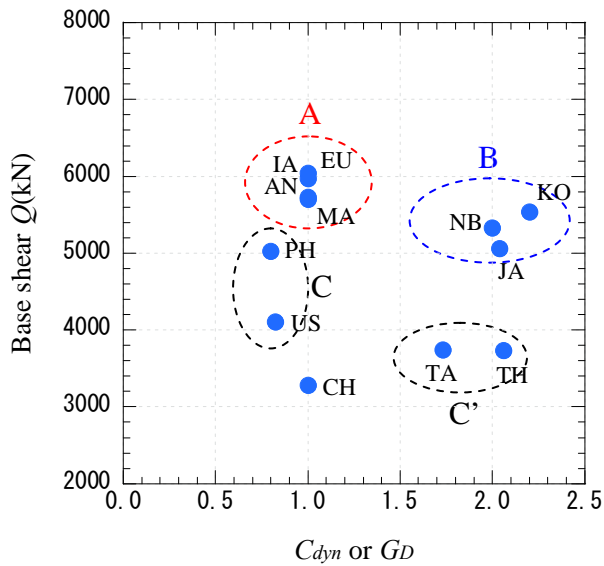 8000
7000
6000
5000
4000
3000
2000
Base shear Q(kN)
A
IA EU
AN
MA
B
KO
NB
JA
PH
C
US
CH
TA TH
C’
0.0 0.5 1.0 1.5 2.0 2.5
Cdyn or GD